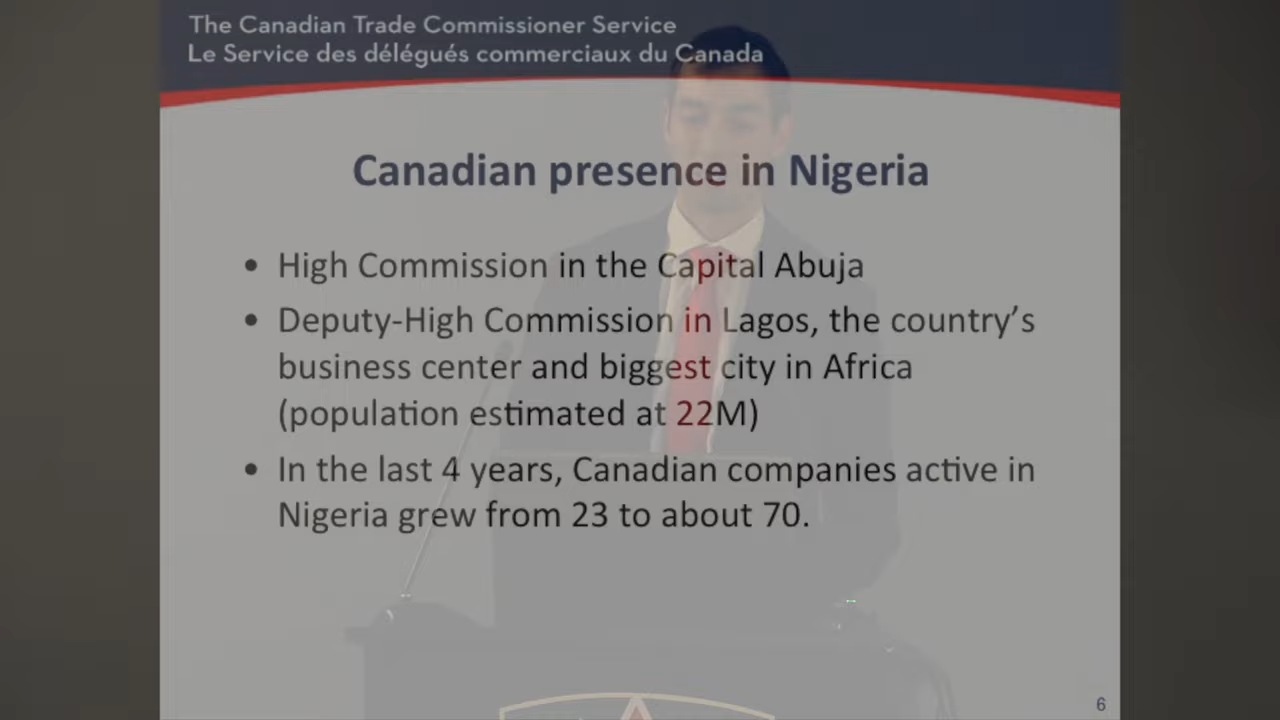 The Canadian Trade Commissioner Service
Le Service des délégués commerciaux du Canada
Canadian presence in Nigeria
• High Commission in the Capital Abuja
• Deputy-High Commission in Lagos, the country’s
business center and biggest city in Africa
(population estimated at 22M)
• In the last 4 years, Canadian companies active in
Nigeria grew from 23 to about 70.
6